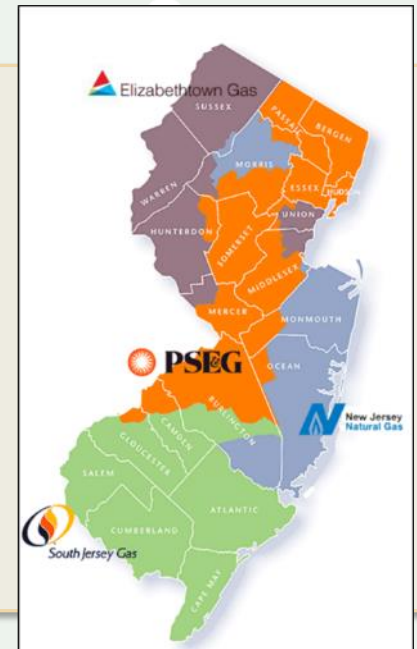 Elizabethtown Gas
SUSSEX
PASSAIC
BERGEN
MORRIS
ESSEX
HUDSON
WARREN
UNION
HUNTERDON
SOMERSET
MIDDLESEX
MERCER
MONMOUTH
PSEG
OCEAN
BURLINGTON
New Jersey
Natural Gas
CAMDEN
GLOUCESTER
SALEM
ATLANTIC
CUMBERLAND
South Jersey Gas
CAPE MAY